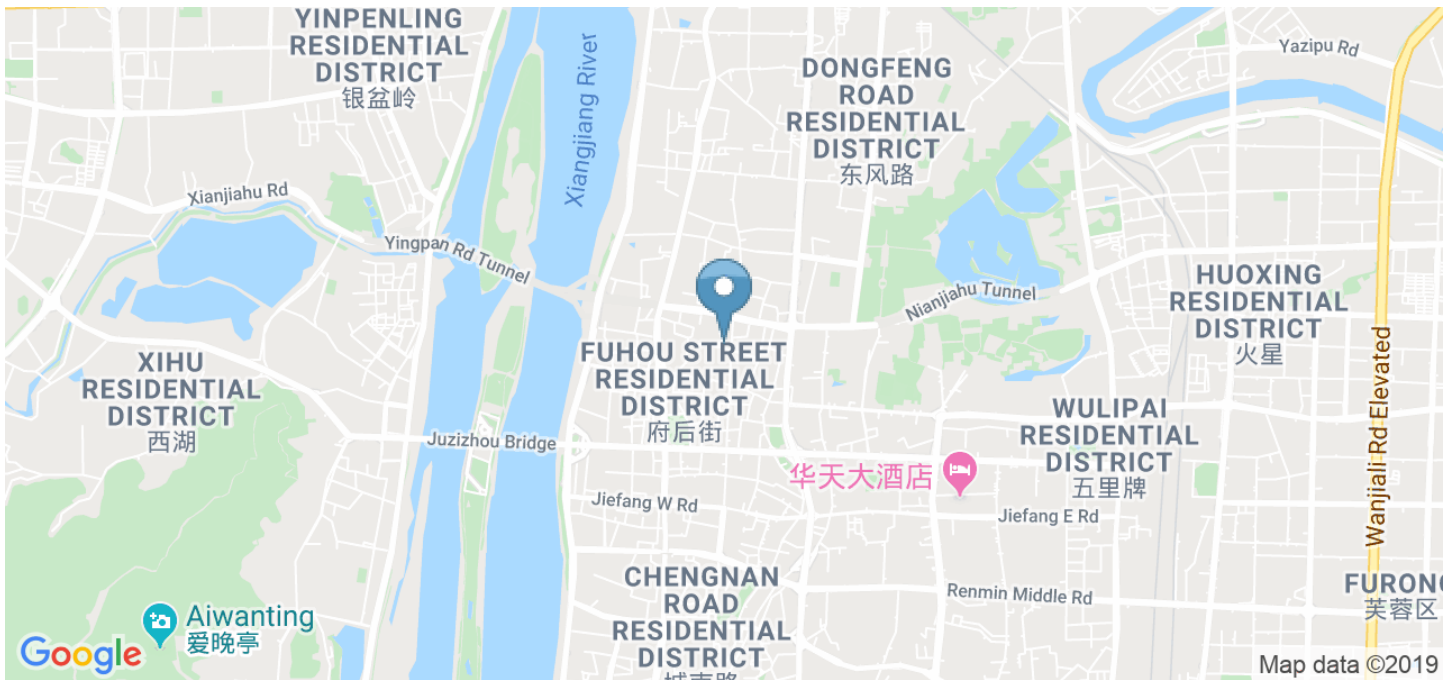 YINPENLING
RESIDENTIAL
DISTRICT
银盆岭
Xiangjiang River
DONGFENG
ROAD
RESIDENTIAL
DISTRICT
东风路
Yazipu Rd
Xianjiahu Rd
Yingpan Rd Tunnel
Nianjiahu Tunnel
HUOXING
RESIDENTIAL
DISTRICT
火星
XIHU
RESIDENTIAL
DISTRICT
西湖
FUHOU STREET
RESIDENTIAL
DISTRICT
府后街
WULIPAI
RESIDENTIAL
DISTRICT
五里牌
Wanjiali Rd Elevated
Juzizhou Bridge
华天大酒店
Jiefang W Rd
Jiefang E Rd
CHENGNAN
ROAD
RESIDENTIAL
DISTRICT
城南路
Renmin Middle Rd
FURONG
芙蓉区
Aiwanting
爱晚亭
Google
Map data ©2019